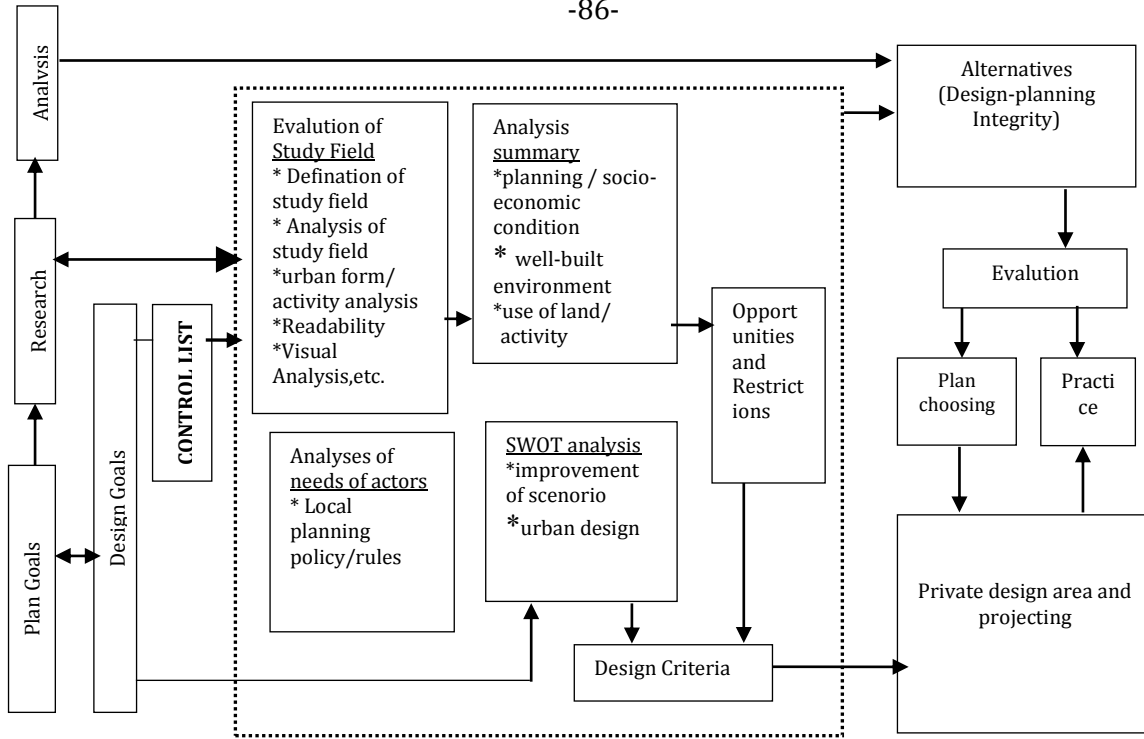 -86-
Analysis
Research
Plan Goals
Design Goals
CONTROL LIST
Evalution of
Study Field
* Defination of
study field
* Analysis of
study field
*urban form/
activity analysis
*Readability
*Visual
Analysis,etc.
Analysis
summary
*planning / socio-
economic
condition
* well-built
environment
*use of land/
activity
Opport
unities
and
Restrict
ions
Analyses of
needs of actors
* Local
planning
policy/rules
SWOT analysis
*improvement
of scenorio
*urban design
Design Criteria
Alternatives
(Design-planning
Integrity)
Evalution
Plan
choosing
Practi
ce
Private design area and
projecting